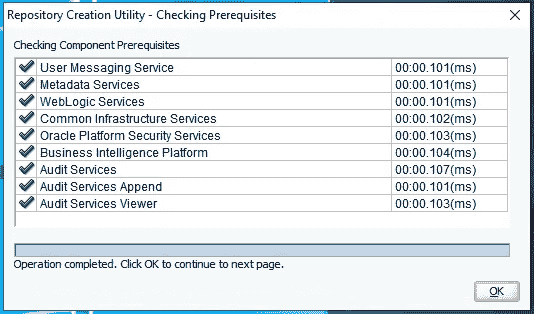 Repository Creation Utility - Checking Prerequisites
Checking Component Prerequisites
User Messaging Service 00:00.101(ms)
Metadata Services 00:00.101(ms)
WebLogic Services 00:00.101(ms)
Common Infrastructure Services 00:00.102(ms)
Oracle Platform Security Services 00:00.103(ms)
Business Intelligence Platform 00:00.104(ms)
Audit Services 00:00.107(ms)
Audit Services Append 00:00.101(ms)
Audit Services Viewer 00:00.103(ms)
Operation completed. Click OK to continue to next page.
OK